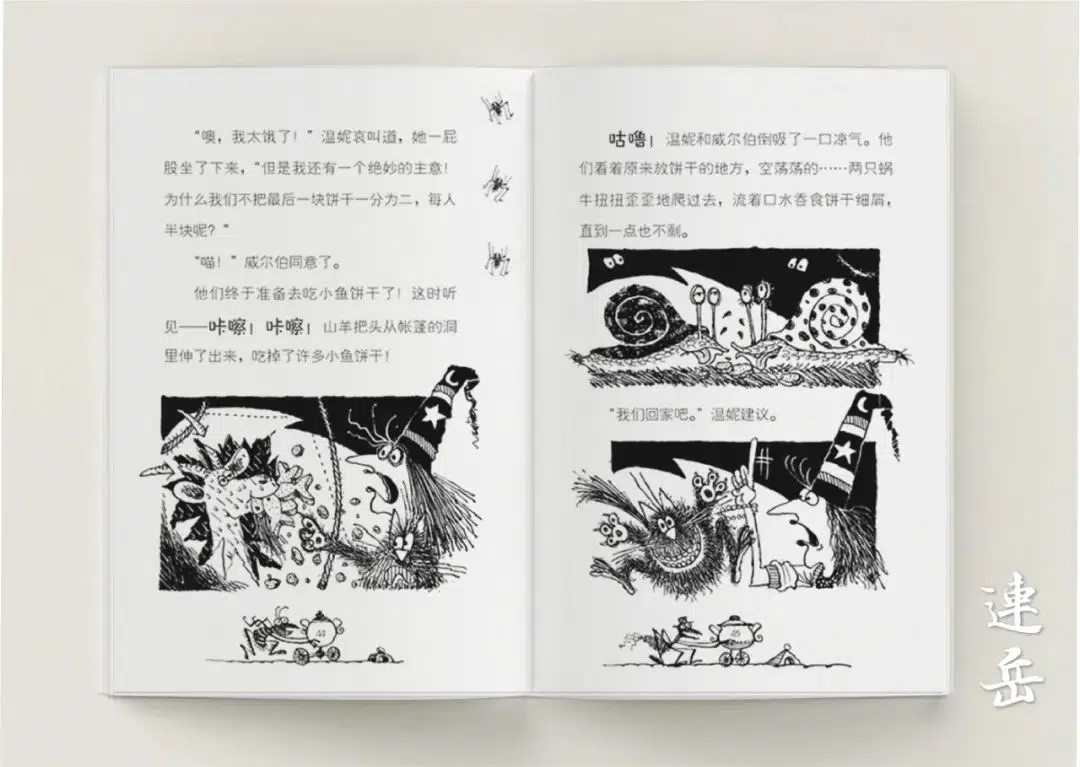 “噢，我太饿了！”温妮哀叫道，她一屁
股坐了下来，“但是我还有一个绝妙的主意！
为什么我们不把最后一块饼干一分为二，每人
半块呢？”
“喵！”威尔伯同意了。
他们终于准备去吃小鱼饼干了！这时听
见——咔嚓！咔嚓！山羊把头从帐篷的洞
里伸了出来，吃掉了许多小鱼饼干！
44
咕噜！温妮和威尔伯倒吸了一口凉气。他
们看着原来放饼干的地方，空荡荡的……两只蜗
牛扭扭歪歪地爬过去，流着口水吞食饼干细屑，
直到一点也不剩。
“我们回家吧。”温妮建议。
45
連
岳